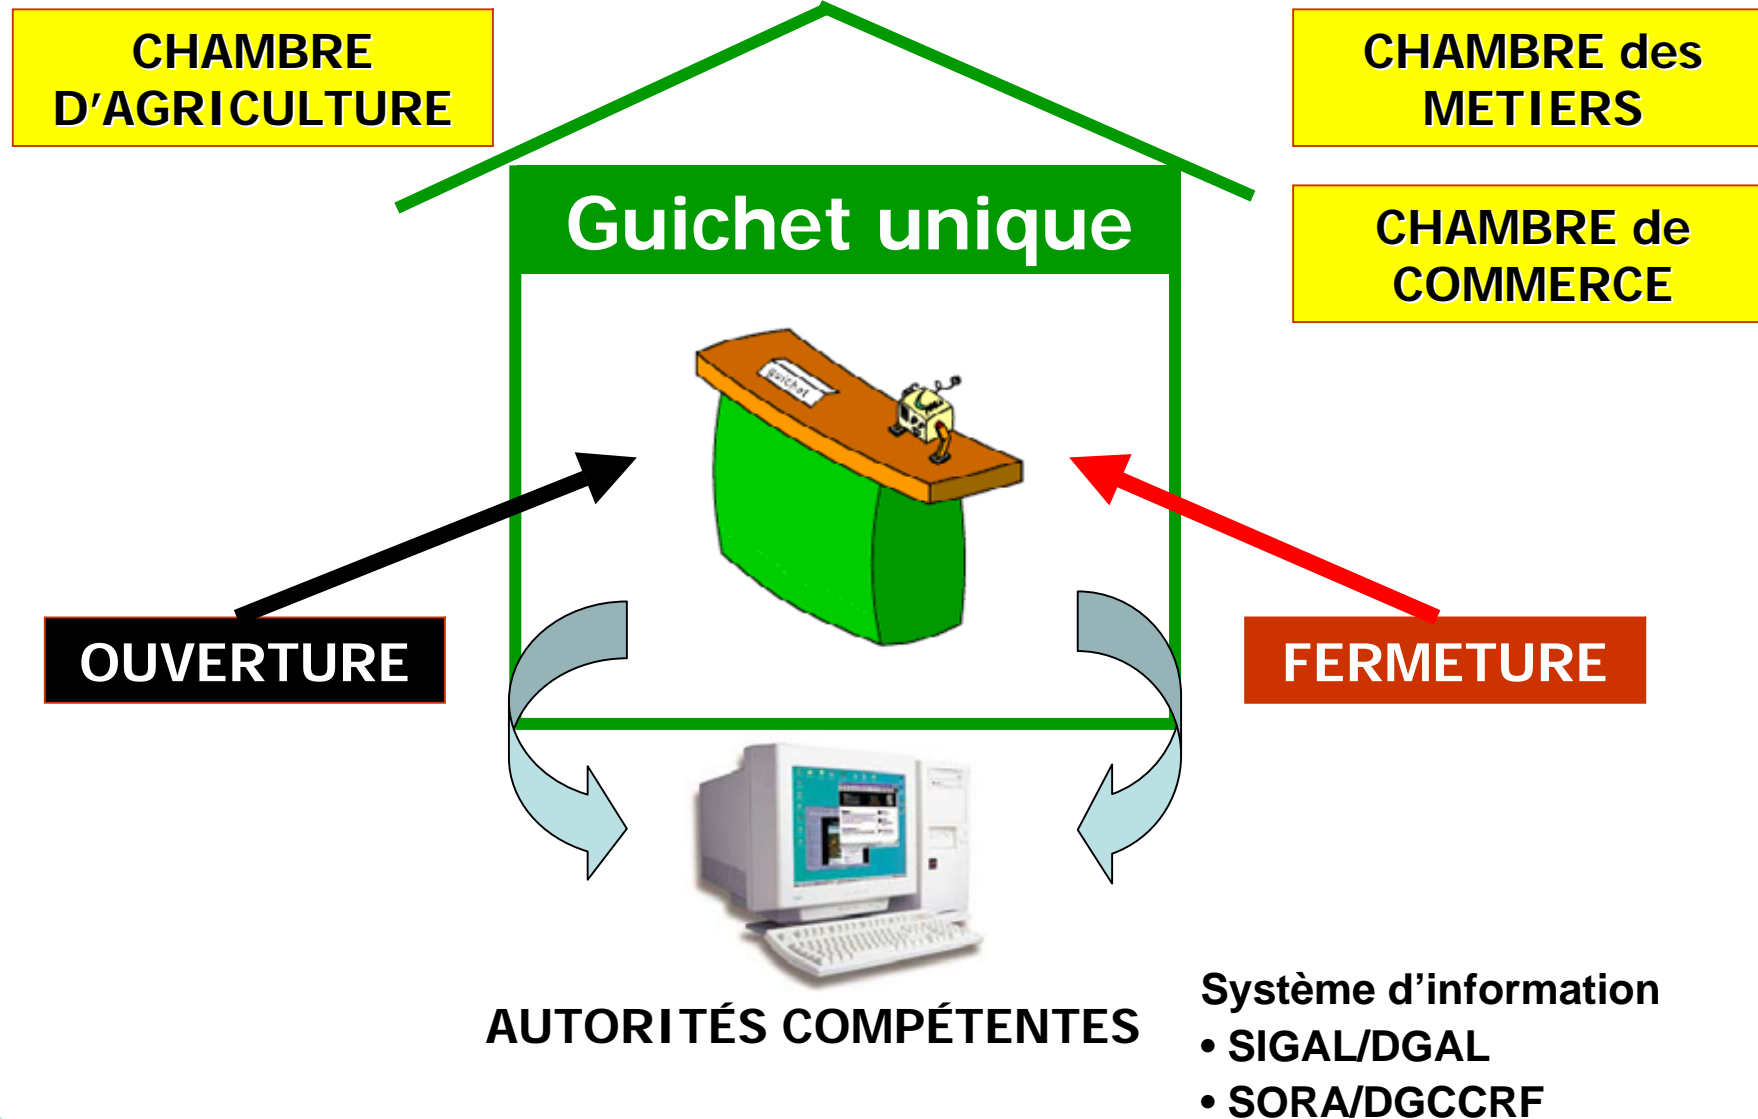 CHAMBRE
D’AGRICULTURE
CHAMBRE des
METIERS
CHAMBRE de
COMMERCE
Guichet unique
guichet
OUVERTURE
FERMETURE
AUTORITÉS COMPÉTENTES
Système d’information
• SIGAL/DGAL
• SORA/DGCCRF